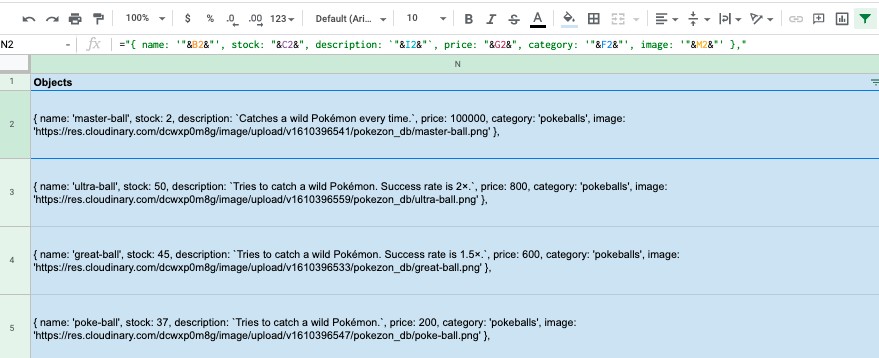 100% $ % .0 .00 123 Default (Ari... 10 B I S A
N2 fx ="{ name: '"&B2&"', stock: "&C2&", description: `"&I2&"`, price: "&G2&", category: '"&F2&"', image: '"&M2&"' },"
N
1 Objects
2 { name: 'master-ball', stock: 2, description: `Catches a wild Pokémon every time.`, price: 100000, category: 'pokeballs', image:
'https://res.cloudinary.com/dcwxp0m8g/image/upload/v1610396541/pokezon_db/master-ball.png' },
3 { name: 'ultra-ball', stock: 50, description: `Tries to catch a wild Pokémon. Success rate is 2×.`, price: 800, category: 'pokeballs', image:
'https://res.cloudinary.com/dcwxp0m8g/image/upload/v1610396559/pokezon_db/ultra-ball.png' },
4 { name: 'great-ball', stock: 45, description: `Tries to catch a wild Pokémon. Success rate is 1.5×.`, price: 600, category: 'pokeballs', image:
'https://res.cloudinary.com/dcwxp0m8g/image/upload/v1610396533/pokezon_db/great-ball.png' },
5 { name: 'poke-ball', stock: 37, description: `Tries to catch a wild Pokémon.`, price: 200, category: 'pokeballs', image:
'https://res.cloudinary.com/dcwxp0m8g/image/upload/v1610396547/pokezon_db/poke-ball.png' },